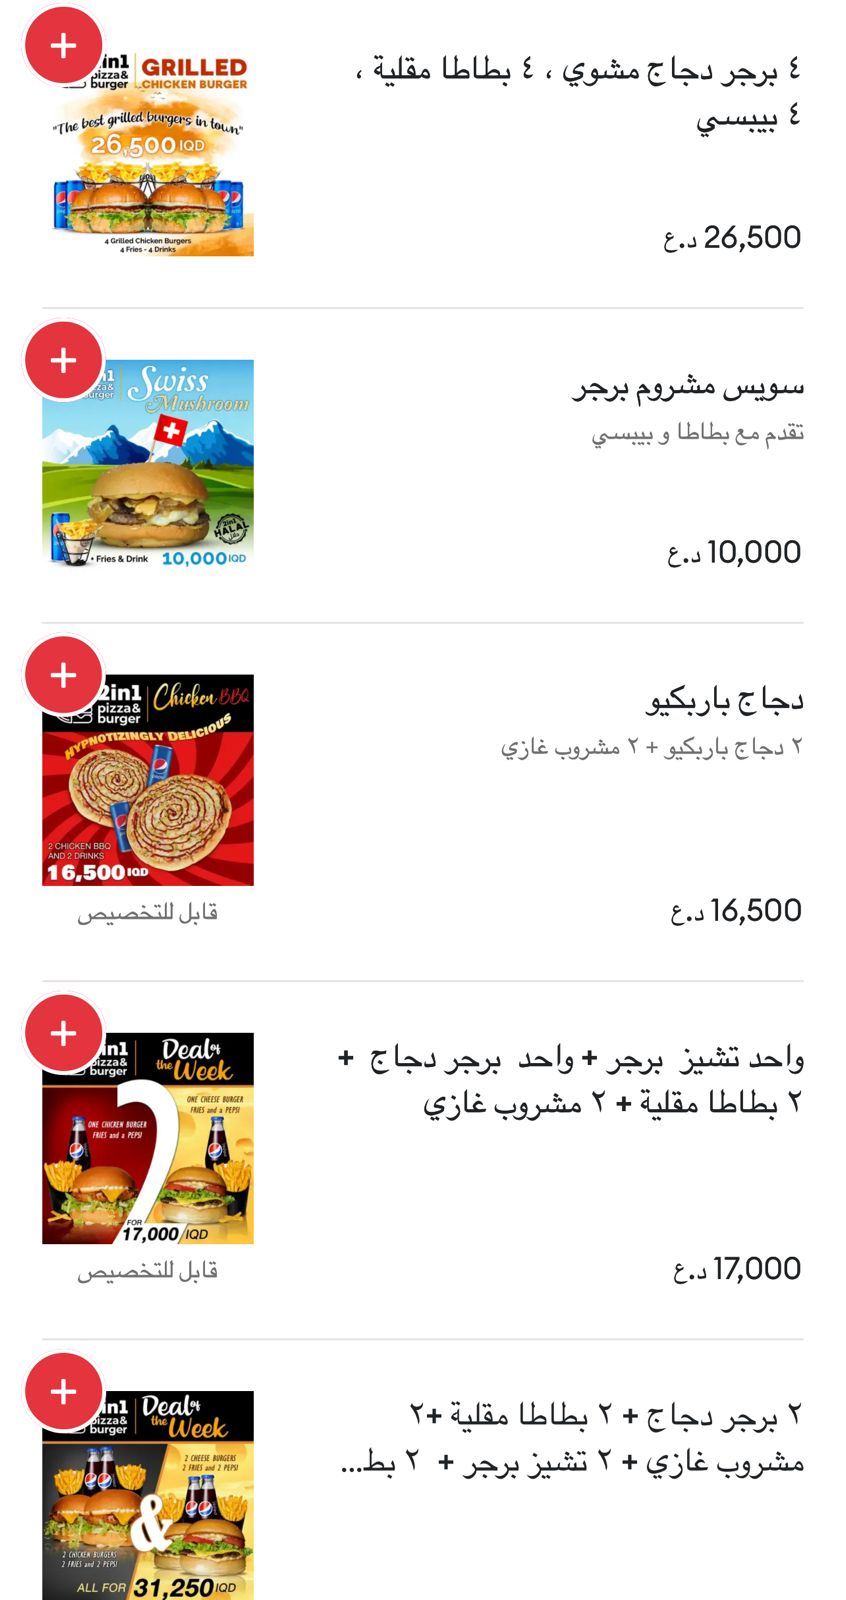 +
in1
pizza&
burger
GRILLED
CHICKEN BURGER
"The best grilled burgers in town"
26,500 IQD
4 Grilled Chicken Burgers
4 Fries - 4 Drinks
٤ برجر دجاج مشوي ، ٤ بطاطا مقلية ،
٤ بيبسي
26,500 د.ع
+
burger
Swiss
Mushroom
2in1
HALAL
حلال
• Fries & Drink
10,000 IQD
سويس مشروم برجر
تقدم مع بطاطا و بيبسي
10,000 د.ع
+
2in1
pizza&
burger
Chicken BBQ
HYPNOTIZINGLY DELICIOUS
2 CHICKEN BBQ
AND 2 DRINKS
16,500 IQD
قابل للتخصيص
دجاج باربكيو
٢ دجاج باربكيو + ٢ مشروب غازي
16,500 د.ع
+
in1
pizza&
burger
Deal of
the Week
ONE CHEESE BURGER
FRIES and a PEPSI
ONE CHICKEN BURGER
FRIES and a PEPSI
2
FOR
17,000 IQD
قابل للتخصيص
واحد تشيز برجر + واحد برجر دجاج +
٢ بطاطا مقلية + ٢ مشروب غازي
17,000 د.ع
+
in1
pizza&
burger
Deal of
the Week
2 CHEESE BURGERS
2 FRIES and 2 PEPSI
&
2 CHICKEN BURGERS
2 FRIES and 2 PEPSI
ALL FOR 31,250 IQD
٢ برجر دجاج + ٢ بطاطا مقلية +٢
مشروب غازي + ٢ تشيز برجر + ٢ بط...